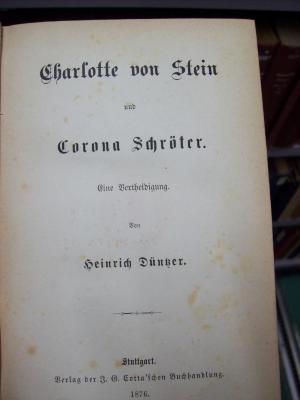 Charlotte von Stein
und
Corona Schröter.
Eine Vertheidigung.
Von
Heinrich Düntzer.
Stuttgart.
Verlag der J. G. Cotta'schen Buchhandlung.
1876.